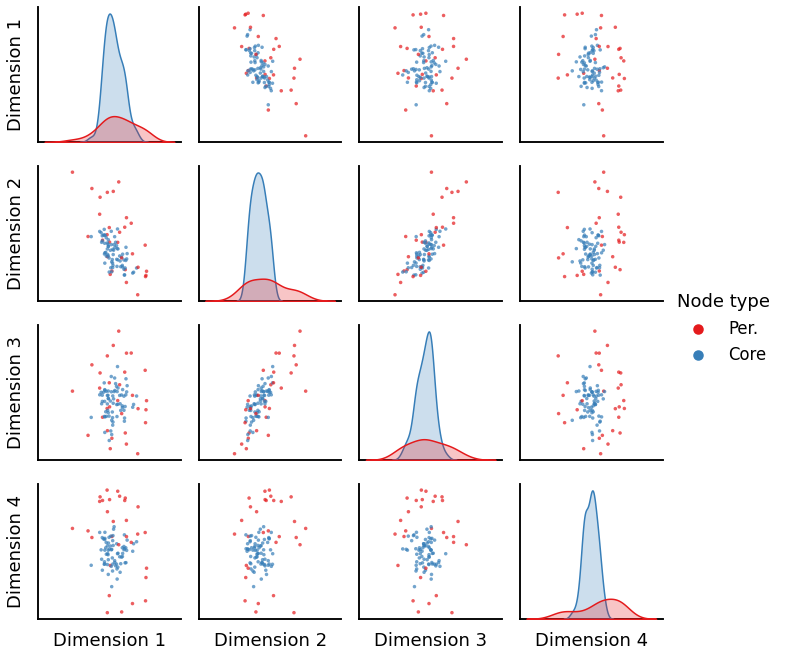 Dimension 1
Dimension 2
Dimension 3
Dimension 4
Dimension 1
Dimension 2
Dimension 3
Dimension 4
Node type
Per.
Core